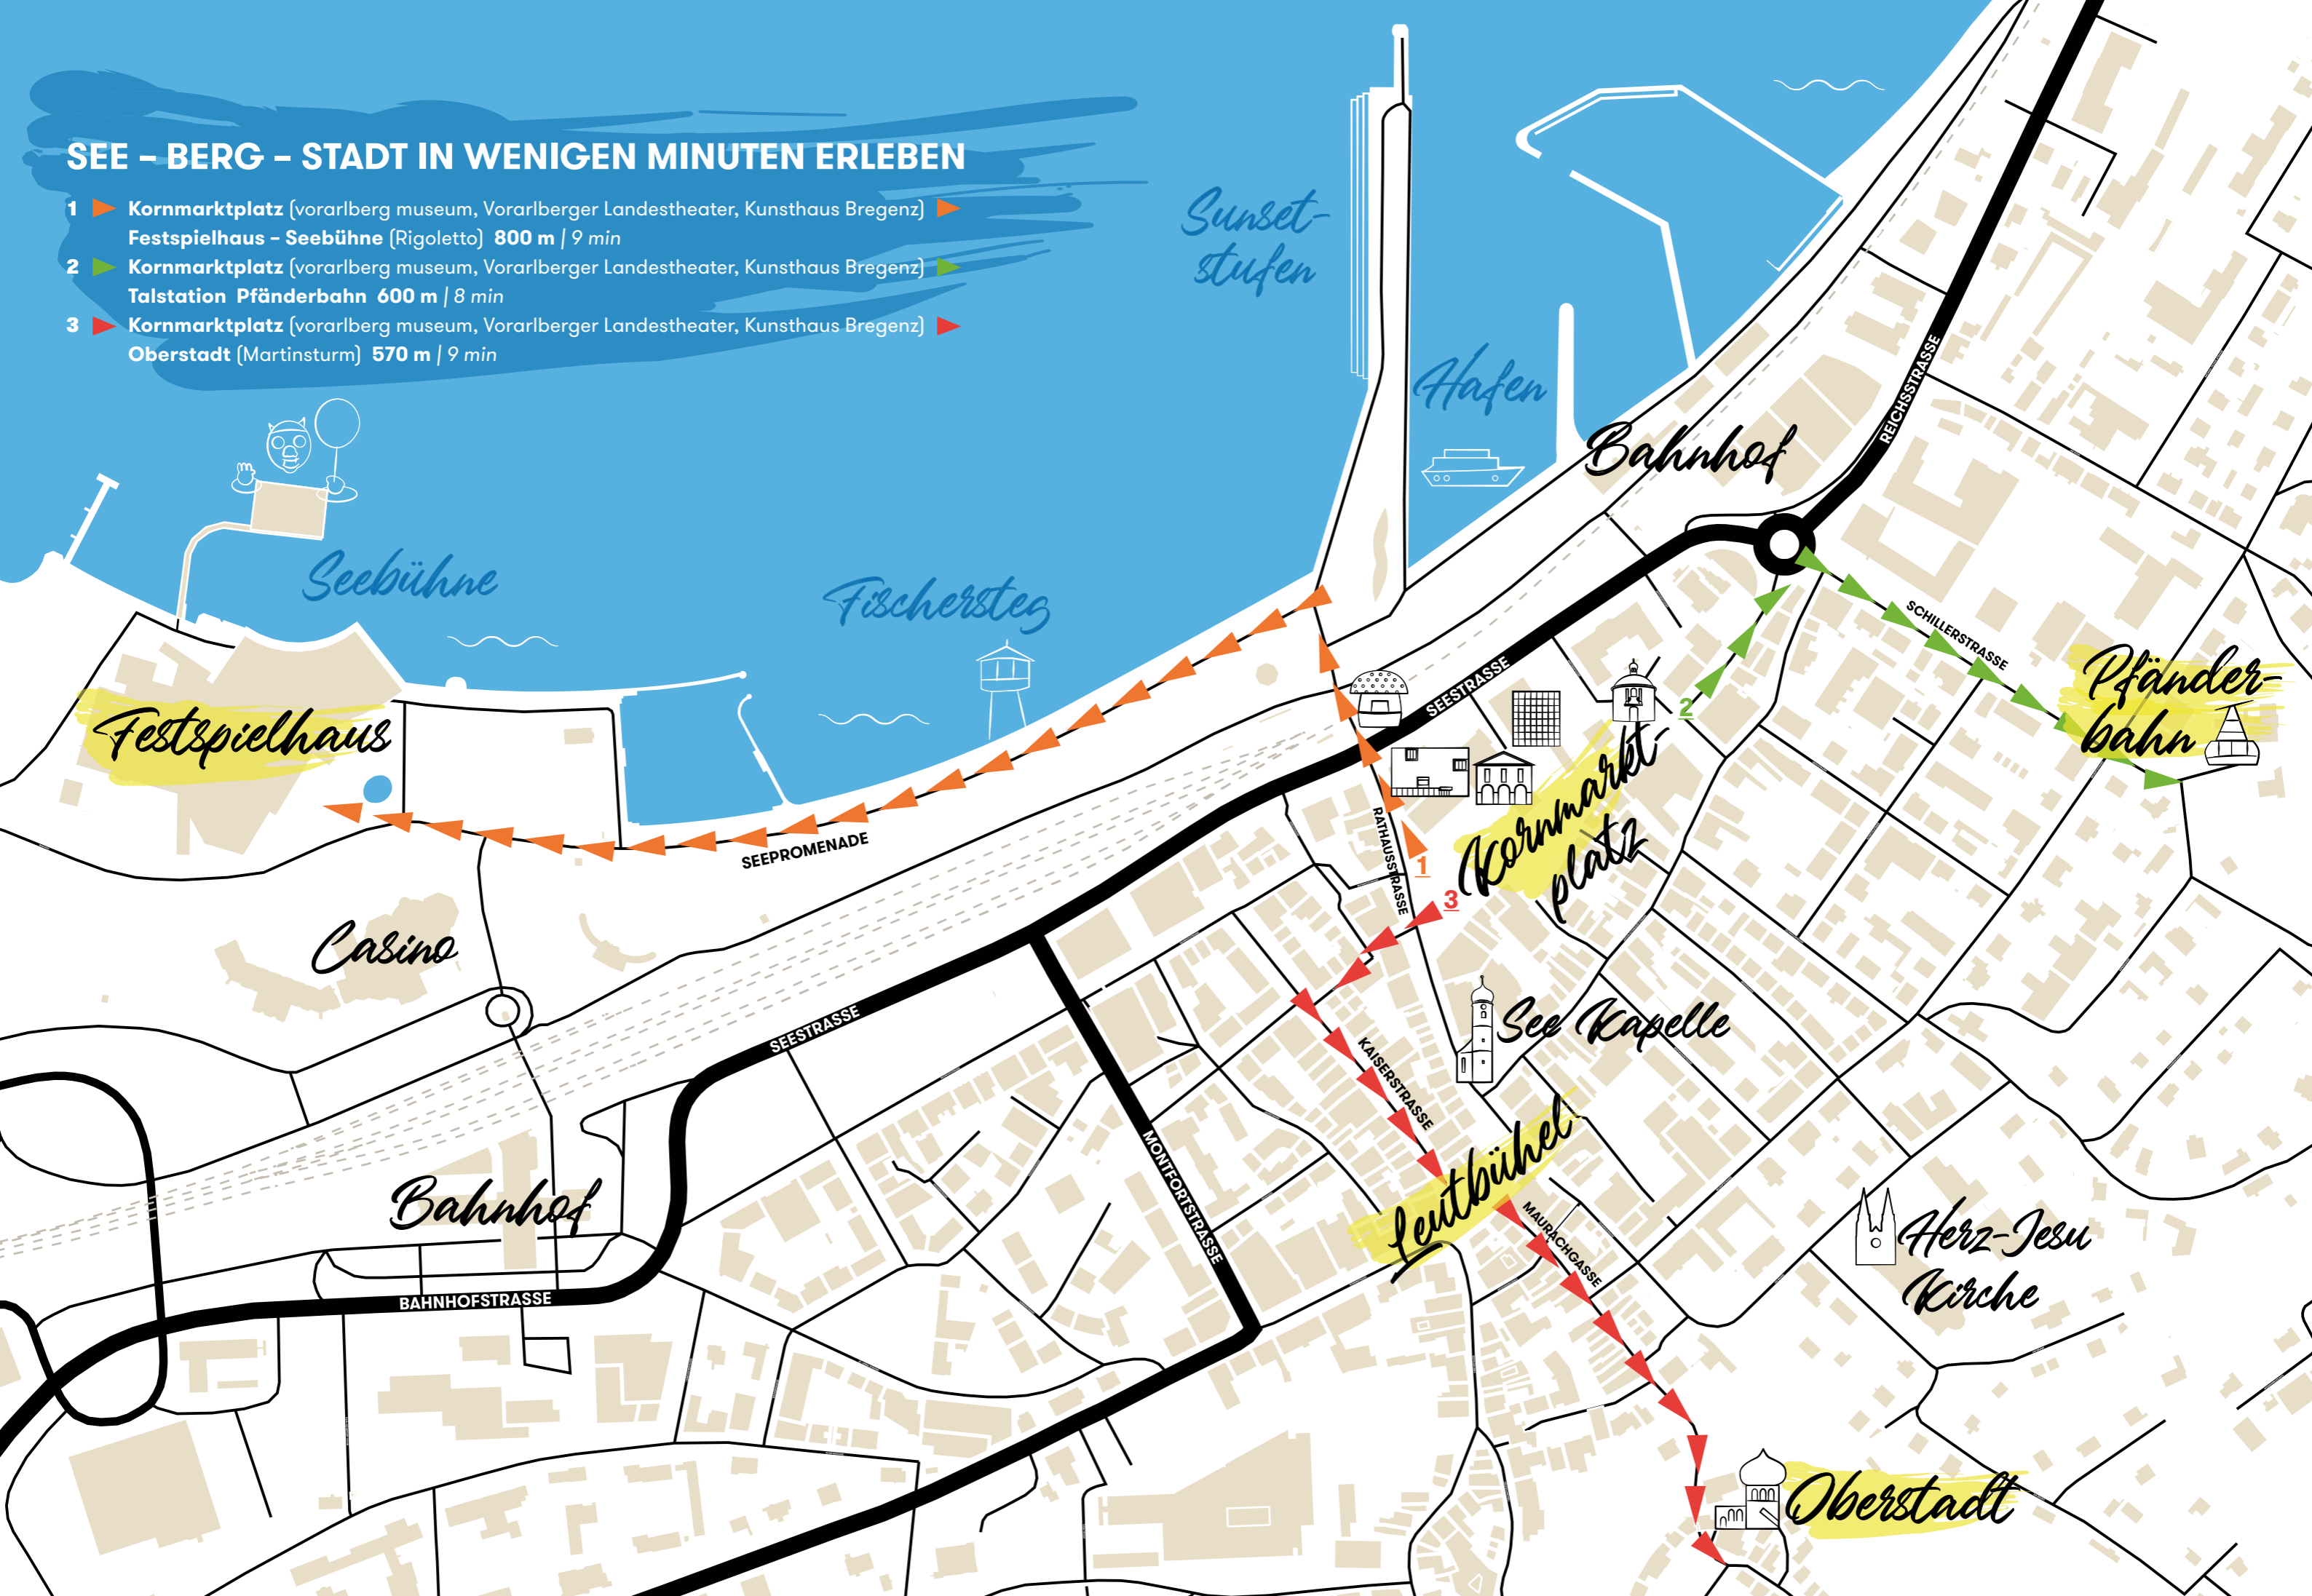 SEE – BERG – STADT IN WENIGEN MINUTEN ERLEBEN
1 Kornmarktplatz (vorarlberg museum, Vorarlberger Landestheater, Kunsthaus Bregenz)
Festspielhaus – Seebühne (Rigoletto) 800 m | 9 min
2 Kornmarktplatz (vorarlberg museum, Vorarlberger Landestheater, Kunsthaus Bregenz)
Talstation Pfänderbahn 600 m | 8 min
3 Kornmarktplatz (vorarlberg museum, Vorarlberger Landestheater, Kunsthaus Bregenz)
Oberstadt (Martinsturm) 570 m | 9 min
Sunset-
stufen
Hafen
Bahnhof
REICHSSTRASSE
Seebühne
Fischersteg
SCHILLERSTRASSE
SEESTRASSE
Pfänder-
bahn
2
Festspielhaus
Kornmarkt-
platz
RATHAUSSTRASSE
1
SEEPROMENADE
3
Casino
SEESTRASSE
See Kapelle
KAISERSTRASSE
Leutbühel
MONTFORTSTRASSE
MAURACHGASSE
Bahnhof
Herz-Jesu
Kirche
BAHNHOFSTRASSE
Oberstadt